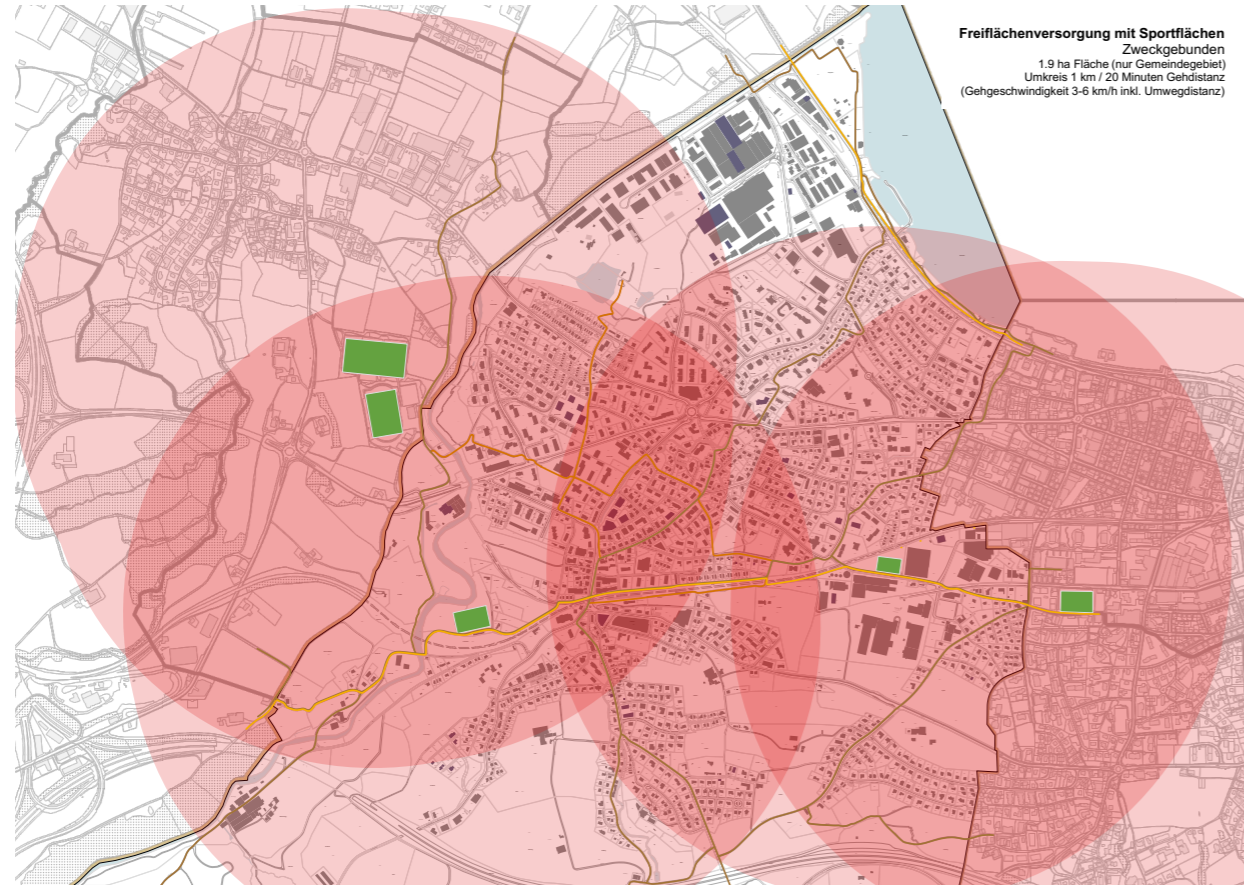 Freiflächenversorgung mit Sportflächen
Zweckgebunden
1.9 ha Fläche (nur Gemeindegebiet)
Umkreis 1 km / 20 Minuten Gehdistanz
(Gehgeschwindigkeit 3-6 km/h inkl. Umwegdistanz)